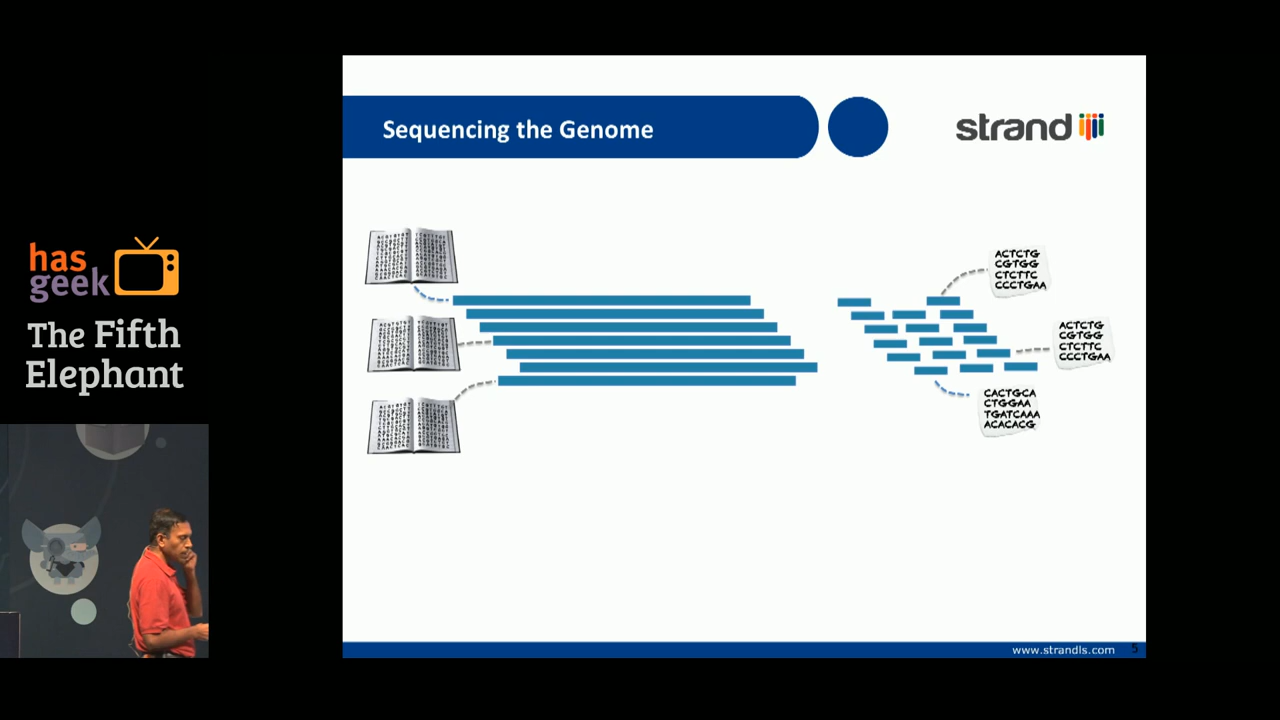 has
geek
The Fifth
Elephant
Sequencing the Genome
strand
ACTCTG
CGTGG
CTCTTC
CCCTGAA
ACTCTG
CGTGG
CTCTTC
CCCTGAA
CACTGCA
CTGGAA
TGATCAAA
ACACACG
www.strandls.com 5